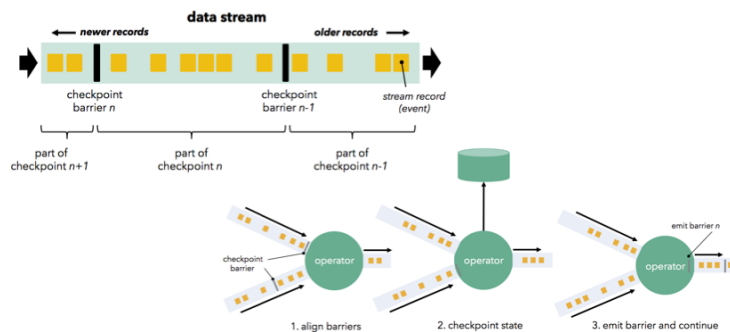 data stream
newer records
older records
checkpoint
barrier n
checkpoint
barrier n-1
stream record
(event)
part of
checkpoint n+1
part of
checkpoint n
part of
checkpoint n-1
checkpoint
barrier
operator
operator
emit barrier n
operator
1. align barriers
2. checkpoint state
3. emit barrier and continue